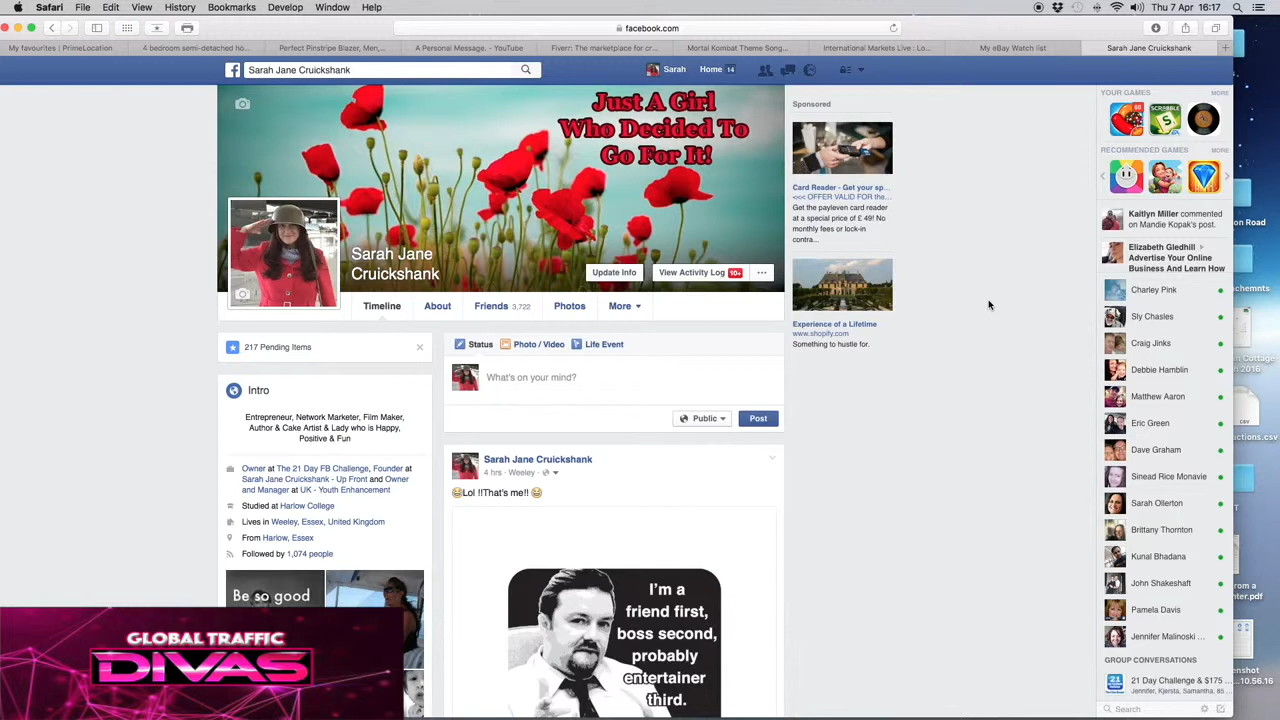 Safari File Edit View History Bookmarks Develop Window Help
Thu 7 Apr 16:17
facebook.com
My favourites | PrimeLocation
4 bedroom semi-detached ho...
Perfect Pinstripe Blazer, Men,...
A Personal Message. - YouTube
Fiverr: The marketplace for cr...
Mortal Kombat Theme Song...
International Markets Live : Lo...
My eBay Watch list
Sarah Jane Cruickshank
Sarah Jane Cruickshank
Sarah
Home 14
Just A Girl
Who Decided To
Go For It!
Sarah Jane
Cruickshank
Update Info
View Activity Log 10+
Timeline
About
Friends 3,722
Photos
More
217 Pending Items
Intro
Entrepreneur, Network Marketer, Film Maker,
Author & Cake Artist & Lady who is Happy,
Positive & Fun
Owner at The 21 Day FB Challenge, Founder at
Sarah Jane Cruickshank - Up Front and Owner
and Manager at UK - Youth Enhancement
Studied at Harlow College
Lives in Weeley, Essex, United Kingdom
From Harlow, Essex
Followed by 1,074 people
Be so good
GLOBAL TRAFFIC
DIVAS
Status
Photo / Video
Life Event
What's on your mind?
Public
Post
Sarah Jane Cruickshank
4 hrs · Weeley ·
Lol !!That's me!!
I'm a
friend first,
boss second,
probably
entertainer
third.
Sponsored
Card Reader - Get your sp...
<<< OFFER VALID FOR the...
Get the payleven card reader
at a special price of £ 49! No
monthly fees or lock-in
contra...
Experience of a Lifetime
www.shopify.com
Something to hustle for.
YOUR GAMES
MORE
60
RECOMMENDED GAMES
MORE
Kaitlyn Miller commented
on Mandie Kopak's post.
Elizabeth Gledhill
Advertise Your Online
Business And Learn How
Charley Pink
Sly Chasles
Craig Jinks
Debbie Hamblin
Matthew Aaron
Eric Green
Dave Graham
Sinead Rice Monavie
Sarah Ollerton
Brittany Thornton
Kunal Bhadana
John Shakeshaft
Pamela Davis
Jennifer Malinoski ...
GROUP CONVERSATIONS
21 Day Challenge & $175 ...
Jennifer, Kjersta, Samantha, 85 ...
Search